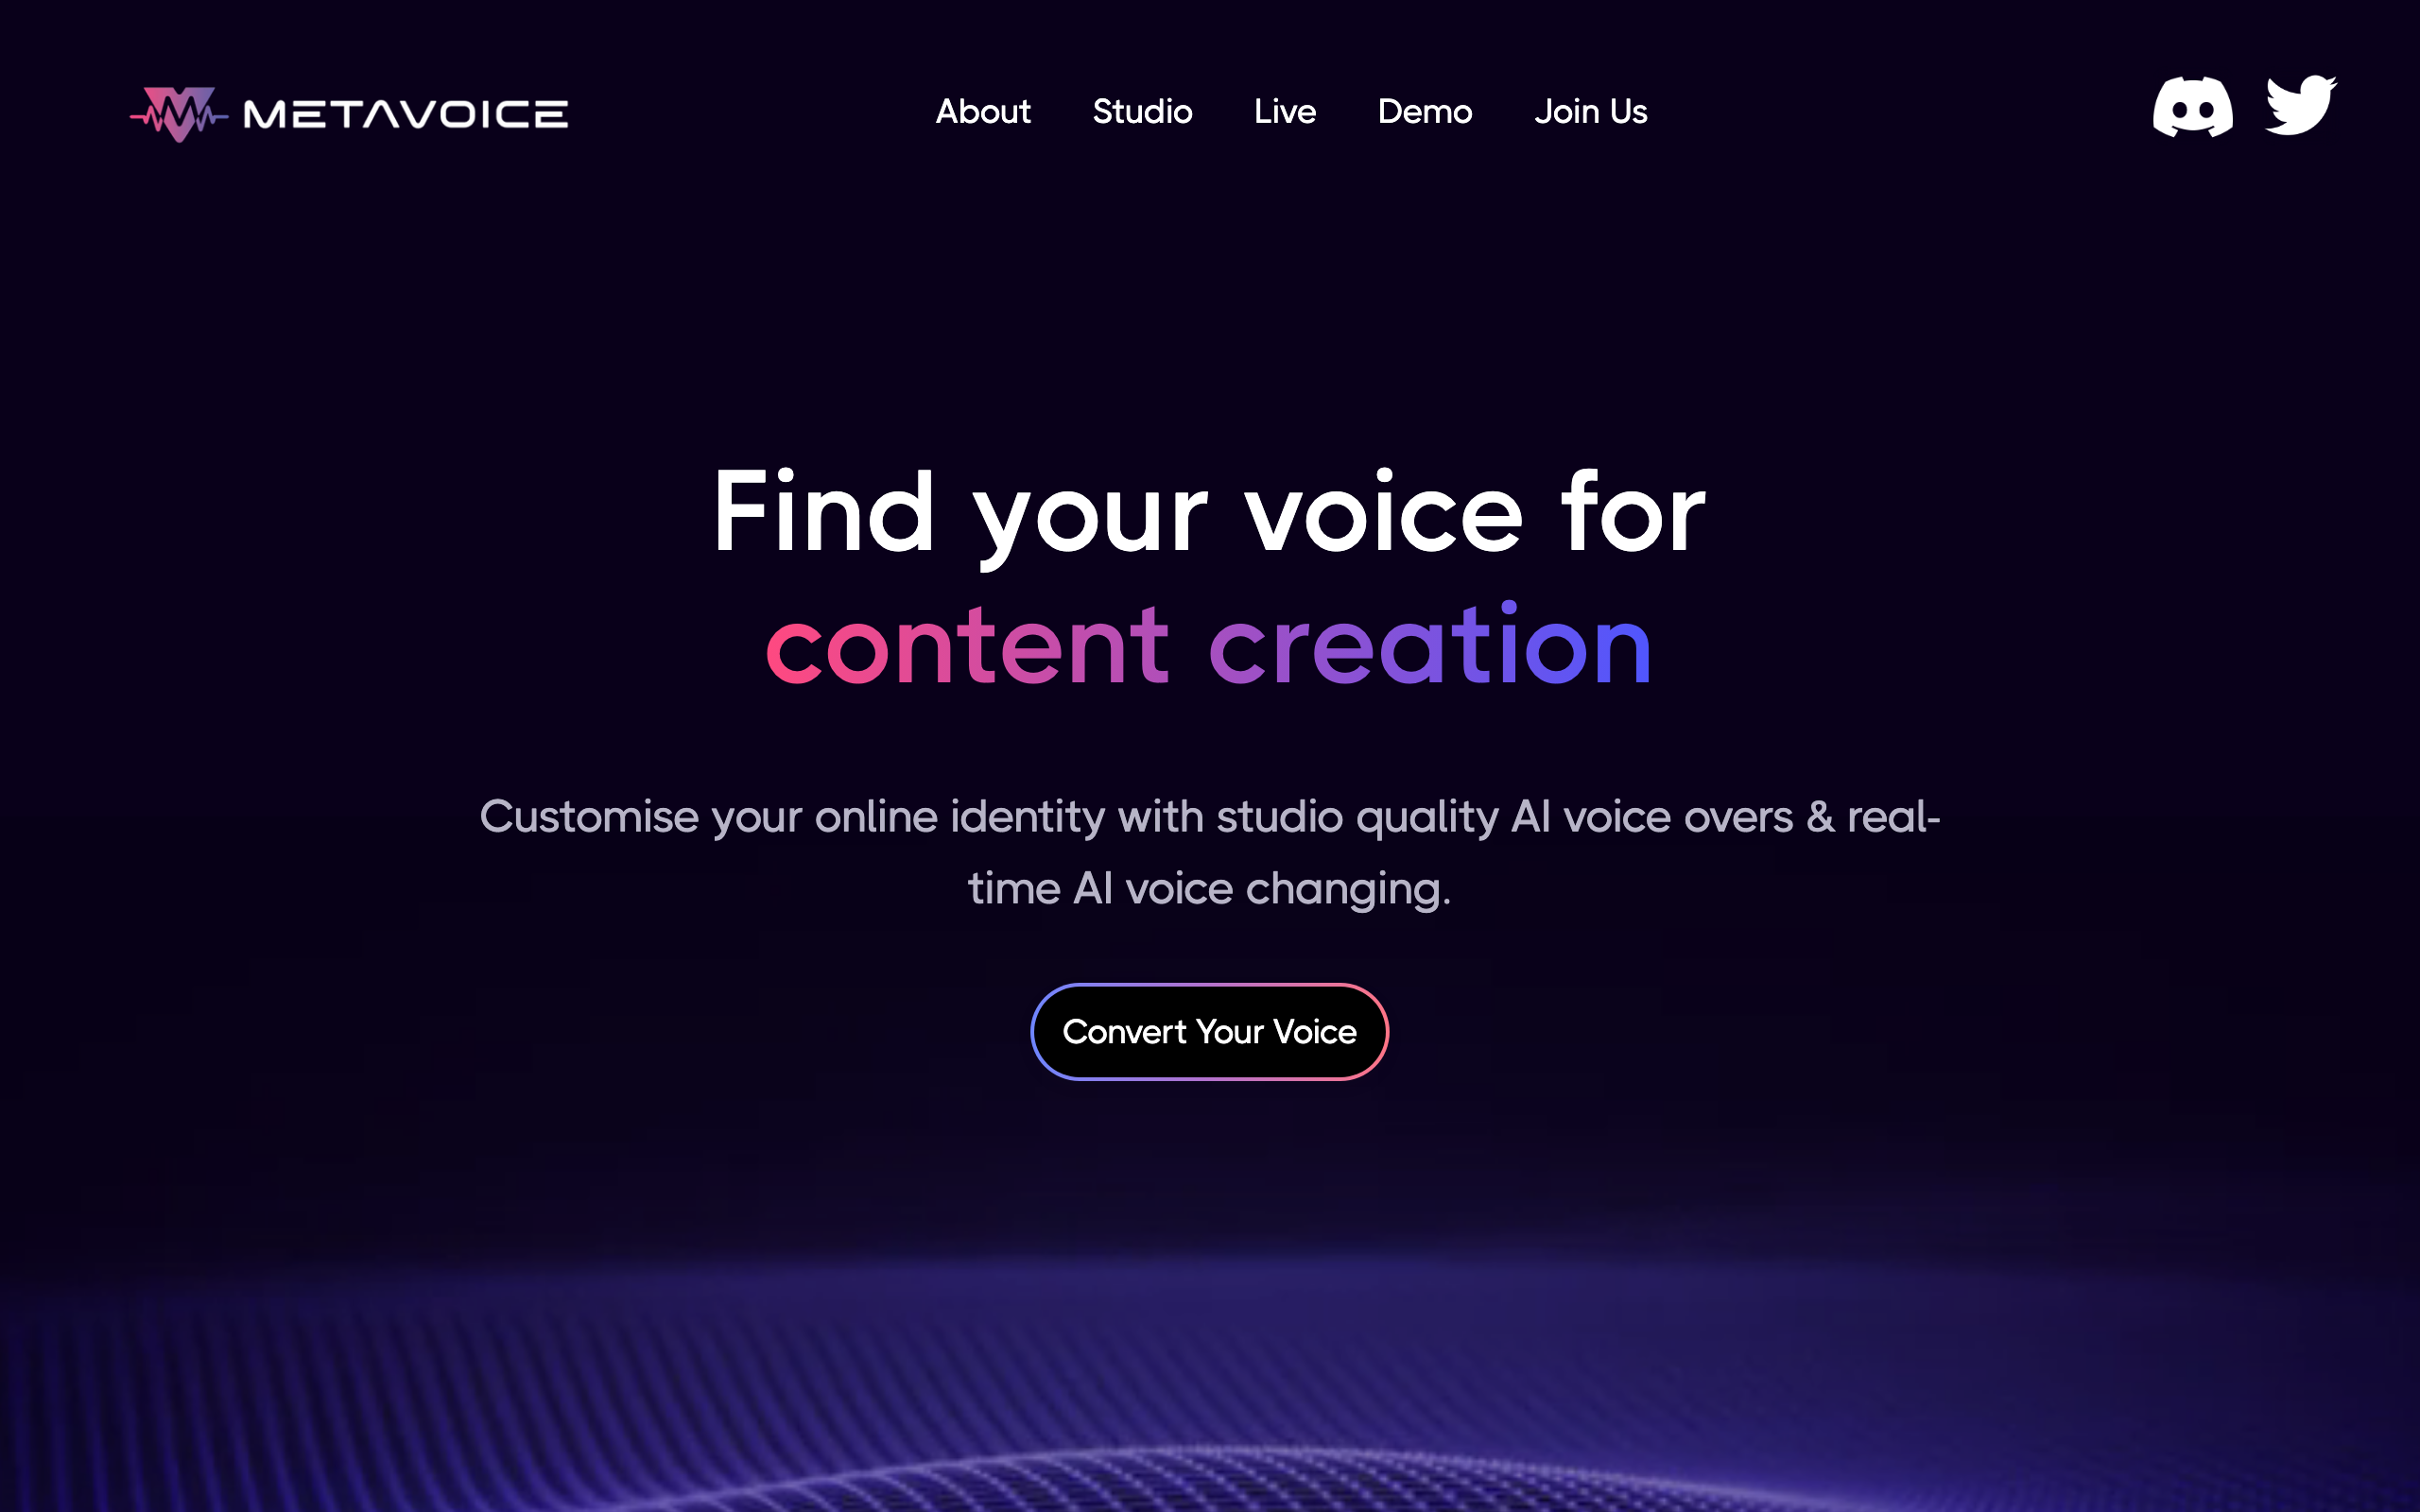 METAVOICE
About Studio Live Demo Join Us
Find your voice for
content creation
Customise your online identity with studio quality AI voice overs & real-
time AI voice changing.
Convert Your Voice